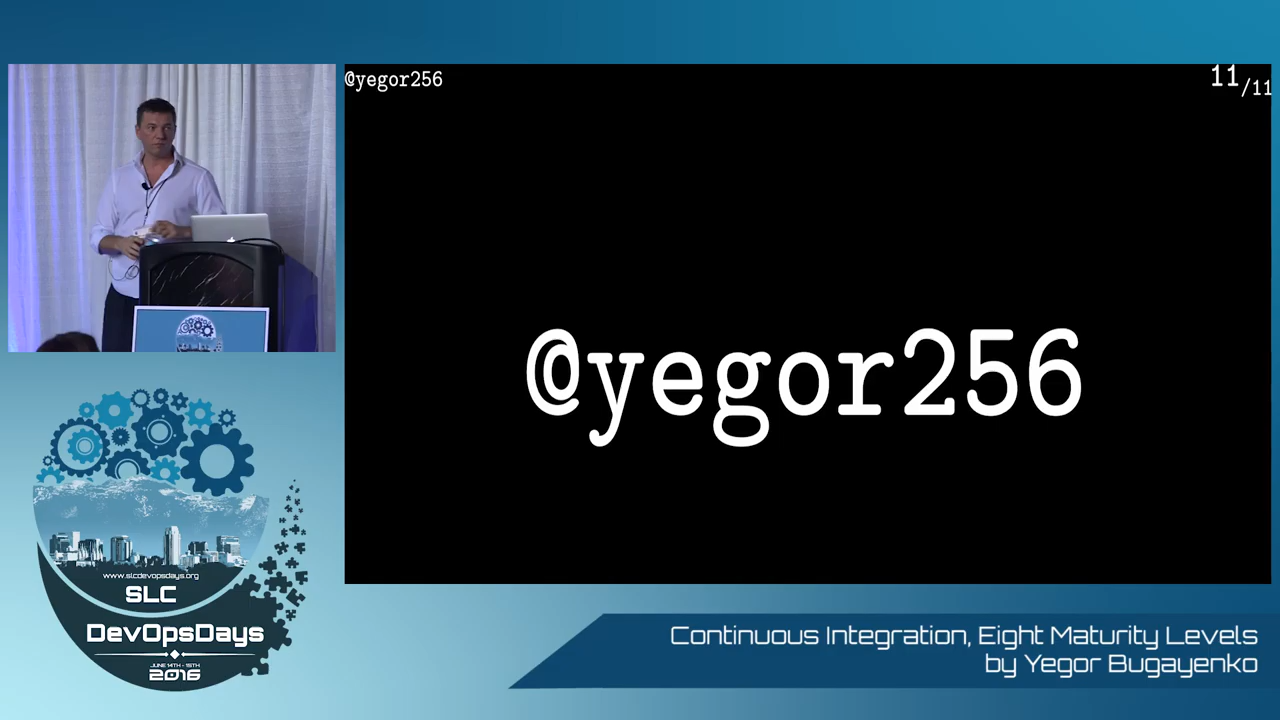 @yegor256
11/11
@yegor256
www.slcdevopsdays.org
SLC
DevOpsDays
JUNE 14TH - 15TH
2016
Continuous Integration, Eight Maturity Levels
by Yegor Bugayenko